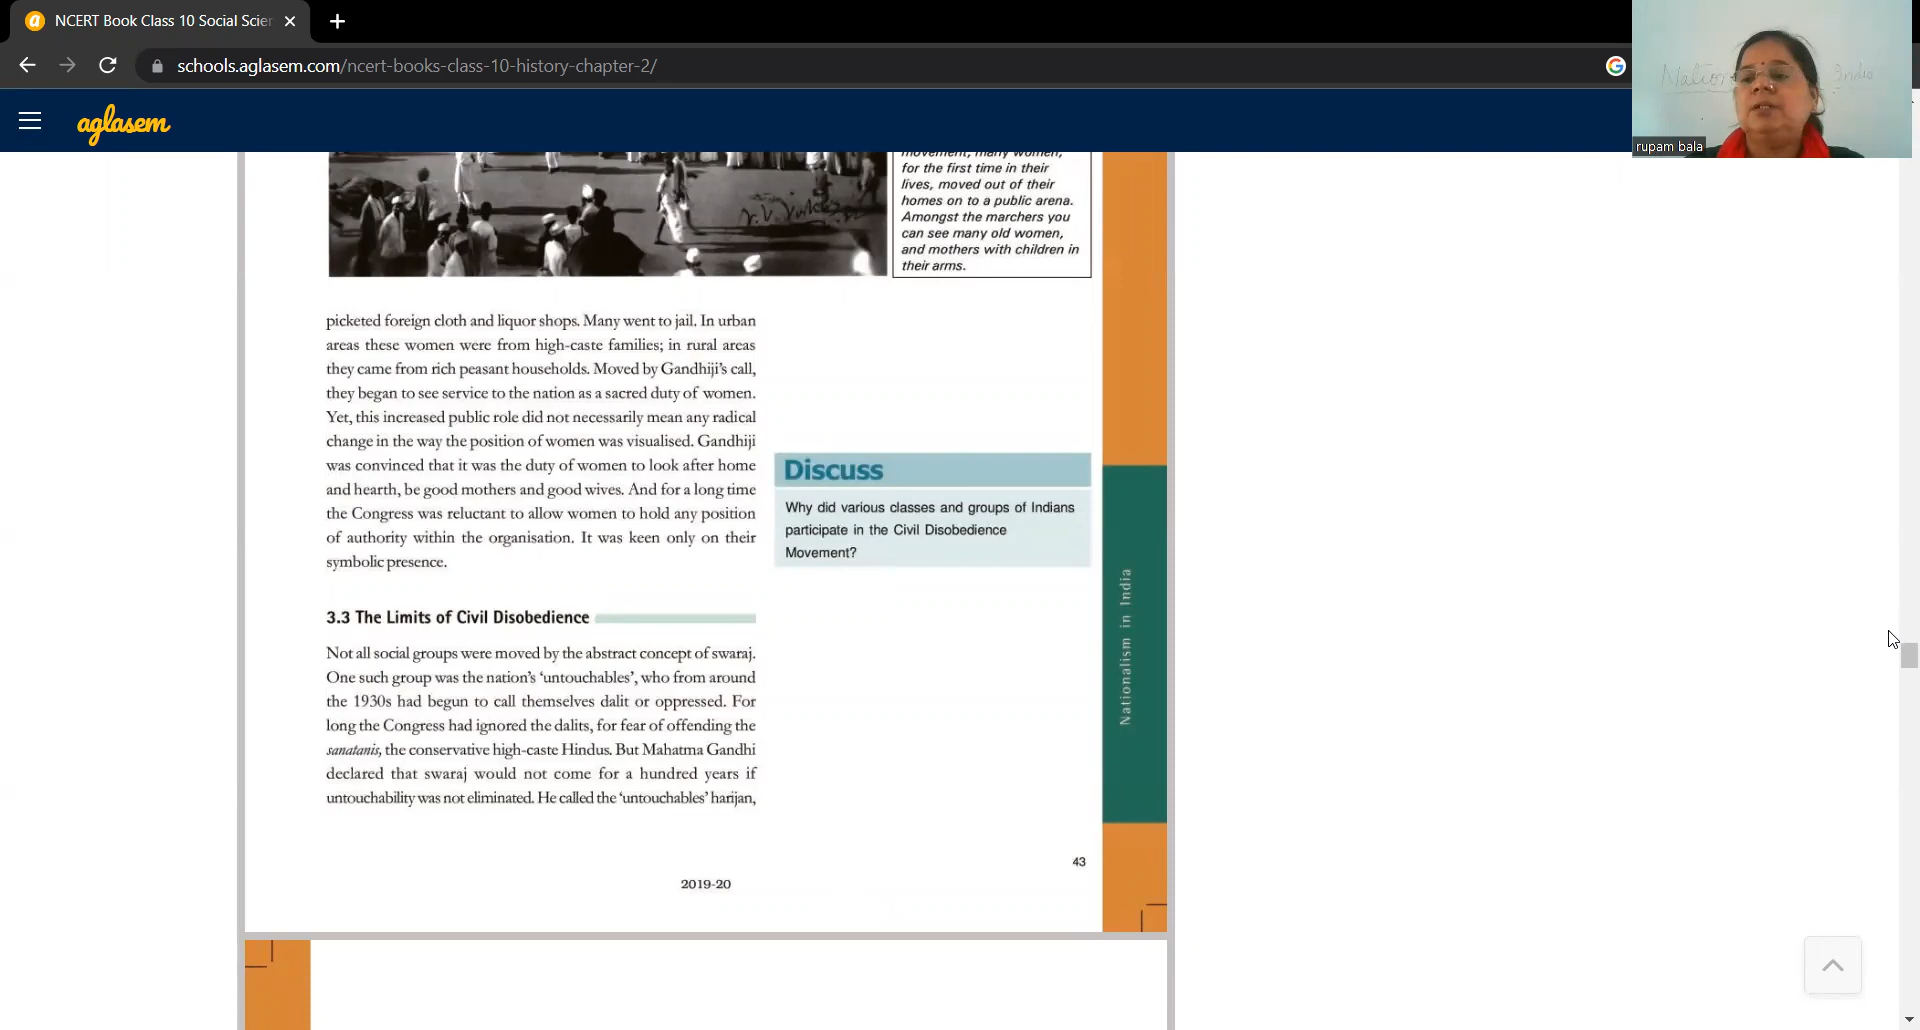 NCERT Book Class 10 Social Scien
schools.aglasem.com/ncert-books-class-10-history-chapter-2/
aglasem
Nation India
rupam bala
movement, many women,
for the first time in their
lives, moved out of their
homes on to a public arena.
Amongst the marchers you
can see many old women,
and mothers with children in
their arms.
picketed foreign cloth and liquor shops. Many went to jail. In urban
areas these women were from high-caste families; in rural areas
they came from rich peasant households. Moved by Gandhiji's call,
they began to see service to the nation as a sacred duty of women.
Yet, this increased public role did not necessarily mean any radical
change in the way the position of women was visualised. Gandhiji
was convinced that it was the duty of women to look after home
and hearth, be good mothers and good wives. And for a long time
the Congress was reluctant to allow women to hold any position
of authority within the organisation. It was keen only on their
symbolic presence.
Discuss
Why did various classes and groups of Indians
participate in the Civil Disobedience
Movement?
3.3 The Limits of Civil Disobedience
Not all social groups were moved by the abstract concept of swaraj.
One such group was the nation's 'untouchables', who from around
the 1930s had begun to call themselves dalit or oppressed. For
long the Congress had ignored the dalits, for fear of offending the
sanatanis, the conservative high-caste Hindus. But Mahatma Gandhi
declared that swaraj would not come for a hundred years if
untouchability was not eliminated. He called the 'untouchables' harijan,
Nationalism in India
43
2019-20